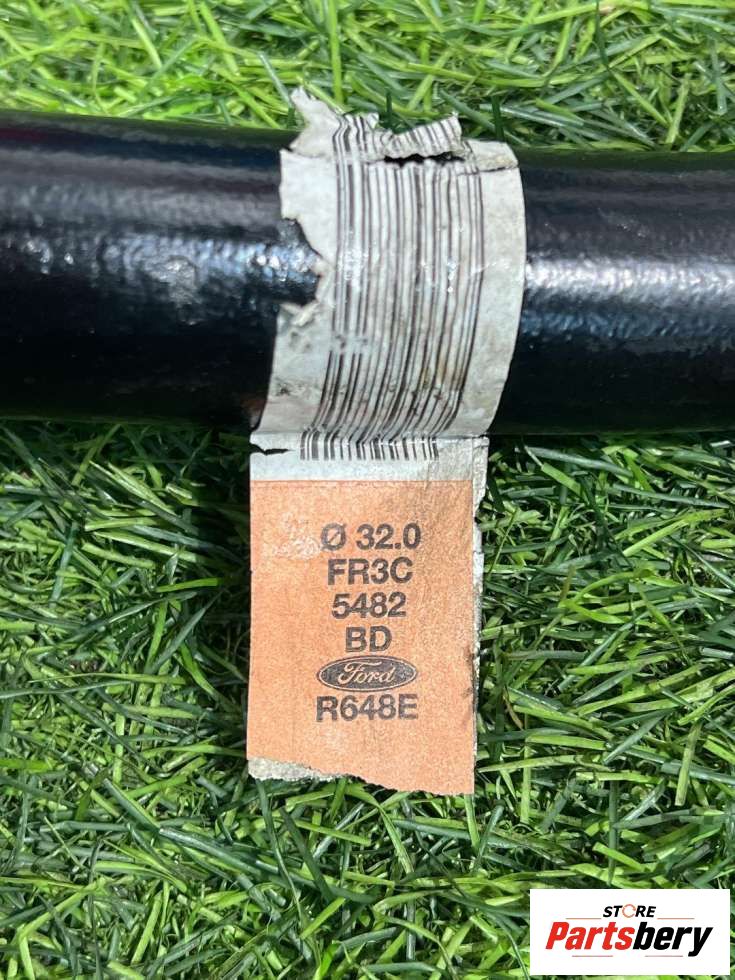 Ø 32.0
FR3C
5482
BD
Ford
R648E
STORE
Partsbery